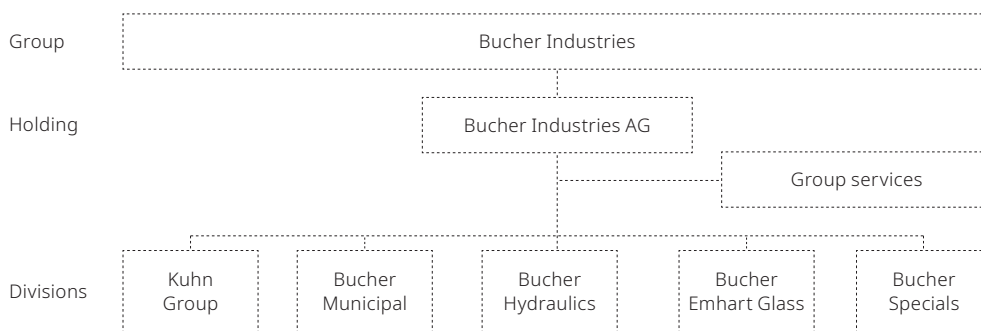 Group
Bucher Industries
Holding
Bucher Industries AG
Group services
Divisions
Kuhn
Group
Bucher
Municipal
Bucher
Hydraulics
Bucher
Emhart Glass
Bucher
Specials